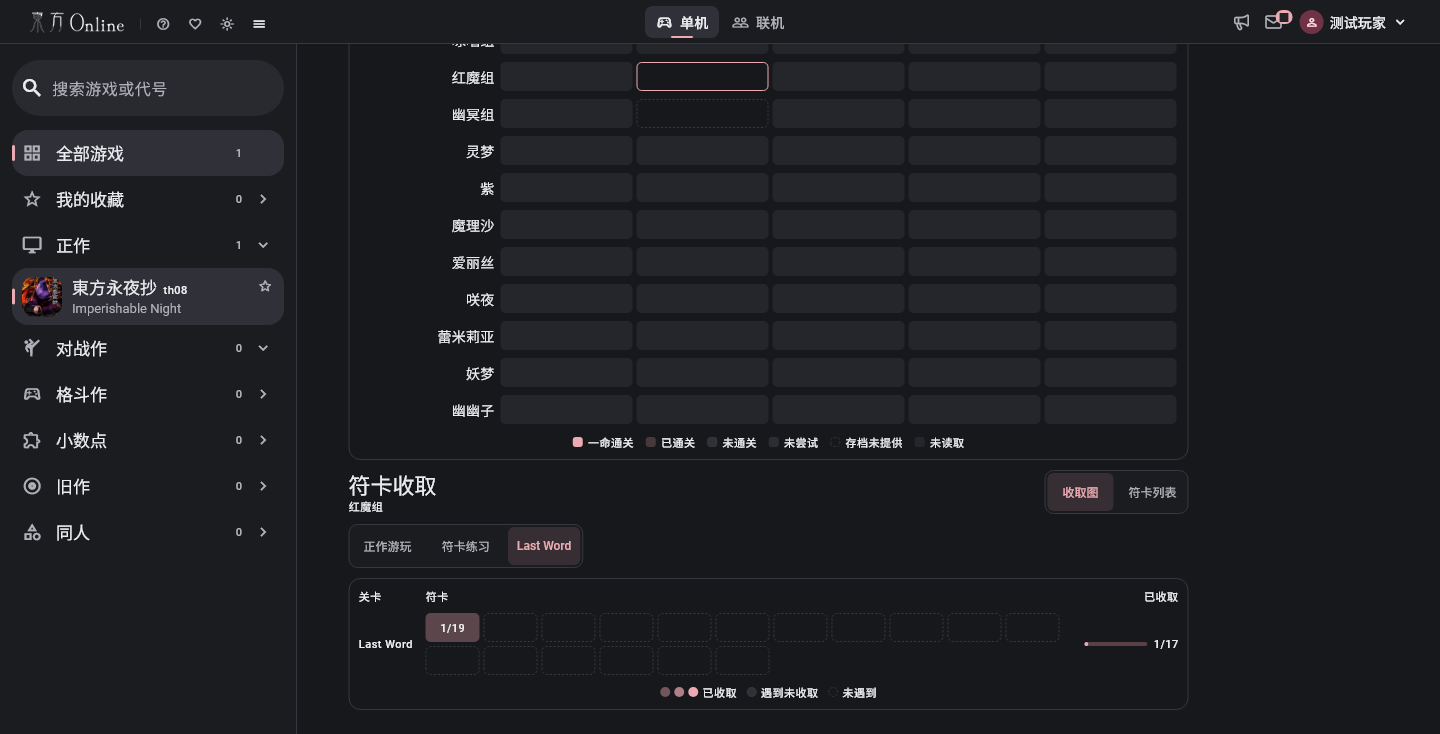 東方Online
单机
联机
测试玩家
搜索游戏或代号
全部游戏 1
我的收藏 0
正作 1
東方永夜抄 th08
Imperishable Night
对战作 0
格斗作 0
小数点 0
旧作 0
同人 0
红魔组
幽冥组
灵梦
紫
魔理沙
爱丽丝
咲夜
蕾米莉亚
妖梦
幽幽子
一命通关 已通关 未通关 未尝试 存档未提供 未读取
符卡收取
红魔组
收取图 符卡列表
正作游玩 符卡练习 Last Word
关卡 符卡 已收取
Last Word 1/19 1/17
已收取 遇到未收取 未遇到